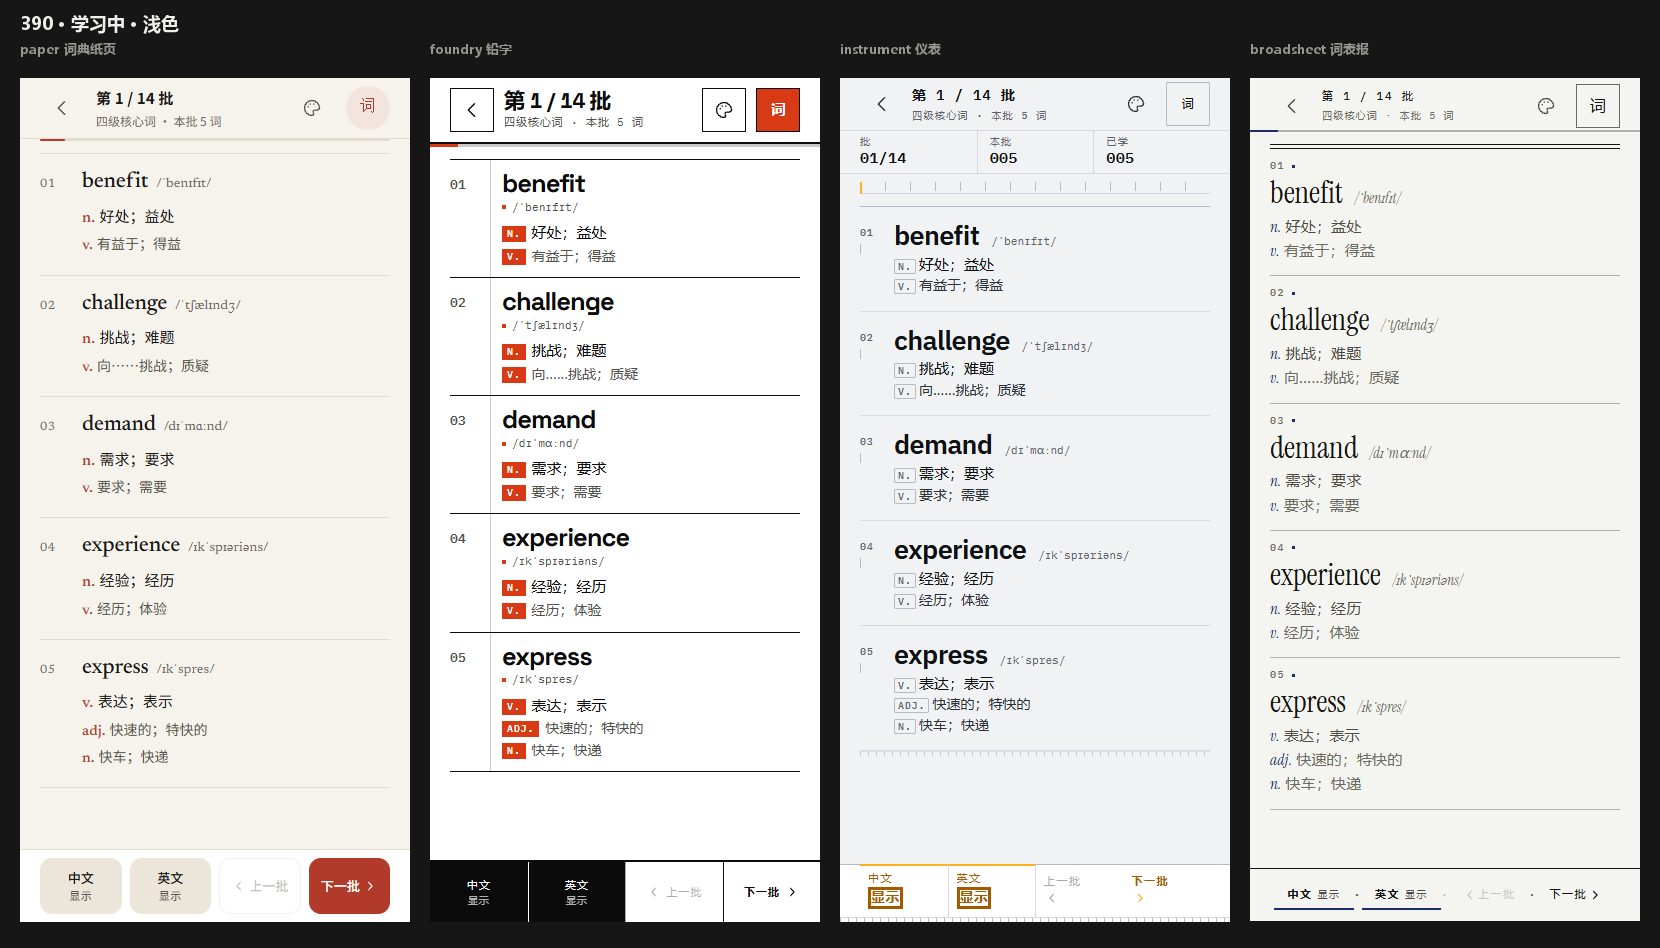 390 • 学习中 • 浅色
paper 词典纸页
第 1 / 14 批
四级核心词 • 本批 5 词
词
01 benefit /ˈbenɪfɪt/
n. 好处；益处
v. 有益于；得益
02 challenge /ˈtʃælɪndʒ/
n. 挑战；难题
v. 向……挑战；质疑
03 demand /dɪˈmɑːnd/
n. 需求；要求
v. 要求；需要
04 experience /ɪkˈspɪəriəns/
n. 经验；经历
v. 经历；体验
05 express /ɪkˈspres/
v. 表达；表示
adj. 快速的；特快的
n. 快车；快递
中文
显示
英文
显示
‹ 上一批
下一批 ›
foundry 铅字
第 1 / 14 批
四级核心词 • 本批 5 词
词
01 benefit
/ˈbenɪfɪt/
N. 好处；益处
V. 有益于；得益
02 challenge
/ˈtʃælɪndʒ/
N. 挑战；难题
V. 向……挑战；质疑
03 demand
/dɪˈmɑːnd/
N. 需求；要求
V. 要求；需要
04 experience
/ɪkˈspɪəriəns/
N. 经验；经历
V. 经历；体验
05 express
/ɪkˈspres/
V. 表达；表示
ADJ. 快速的；特快的
N. 快车；快递
中文
显示
英文
显示
‹ 上一批
下一批 ›
instrument 仪表
第 1 / 14 批
四级核心词 • 本批 5 词
词
批
01/14
本批
005
已学
005
01 benefit /ˈbenɪfɪt/
N. 好处；益处
V. 有益于；得益
02 challenge /ˈtʃælɪndʒ/
N. 挑战；难题
V. 向……挑战；质疑
03 demand /dɪˈmɑːnd/
N. 需求；要求
V. 要求；需要
04 experience /ɪkˈspɪəriəns/
N. 经验；经历
V. 经历；体验
05 express /ɪkˈspres/
V. 表达；表示
ADJ. 快速的；特快的
N. 快车；快递
中文
显示
英文
显示
上一批
‹
下一批
›
broadsheet 词表报
第 1 / 14 批
四级核心词 • 本批 5 词
词
01 •
benefit /ˈbenɪfɪt/
n. 好处；益处
v. 有益于；得益
02 •
challenge /ˈtʃælɪndʒ/
n. 挑战；难题
v. 向……挑战；质疑
03 •
demand /dɪˈmɑːnd/
n. 需求；要求
v. 要求；需要
04 •
experience /ɪkˈspɪəriəns/
n. 经验；经历
v. 经历；体验
05 •
express /ɪkˈspres/
v. 表达；表示
adj. 快速的；特快的
n. 快车；快递
中文 显示 • 英文 显示 • ‹ 上一批 • 下一批 ›